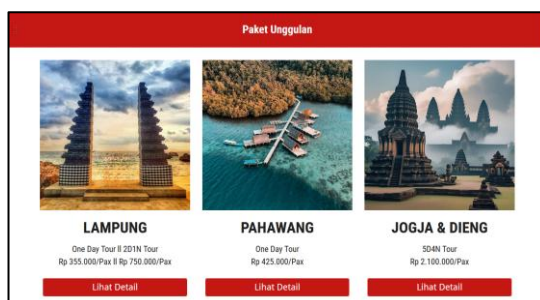 Paket Unggulan
LAMPUNG
One Day Tour II 2D1N Tour
Rp 355.000/Pax II Rp 750.000/Pax
Lihat Detail
PAHAWANG
One Day Tour
Rp 425.000/Pax
Lihat Detail
JOGJA & DIENG
5D4N Tour
Rp 2.100.000/Pax
Lihat Detail